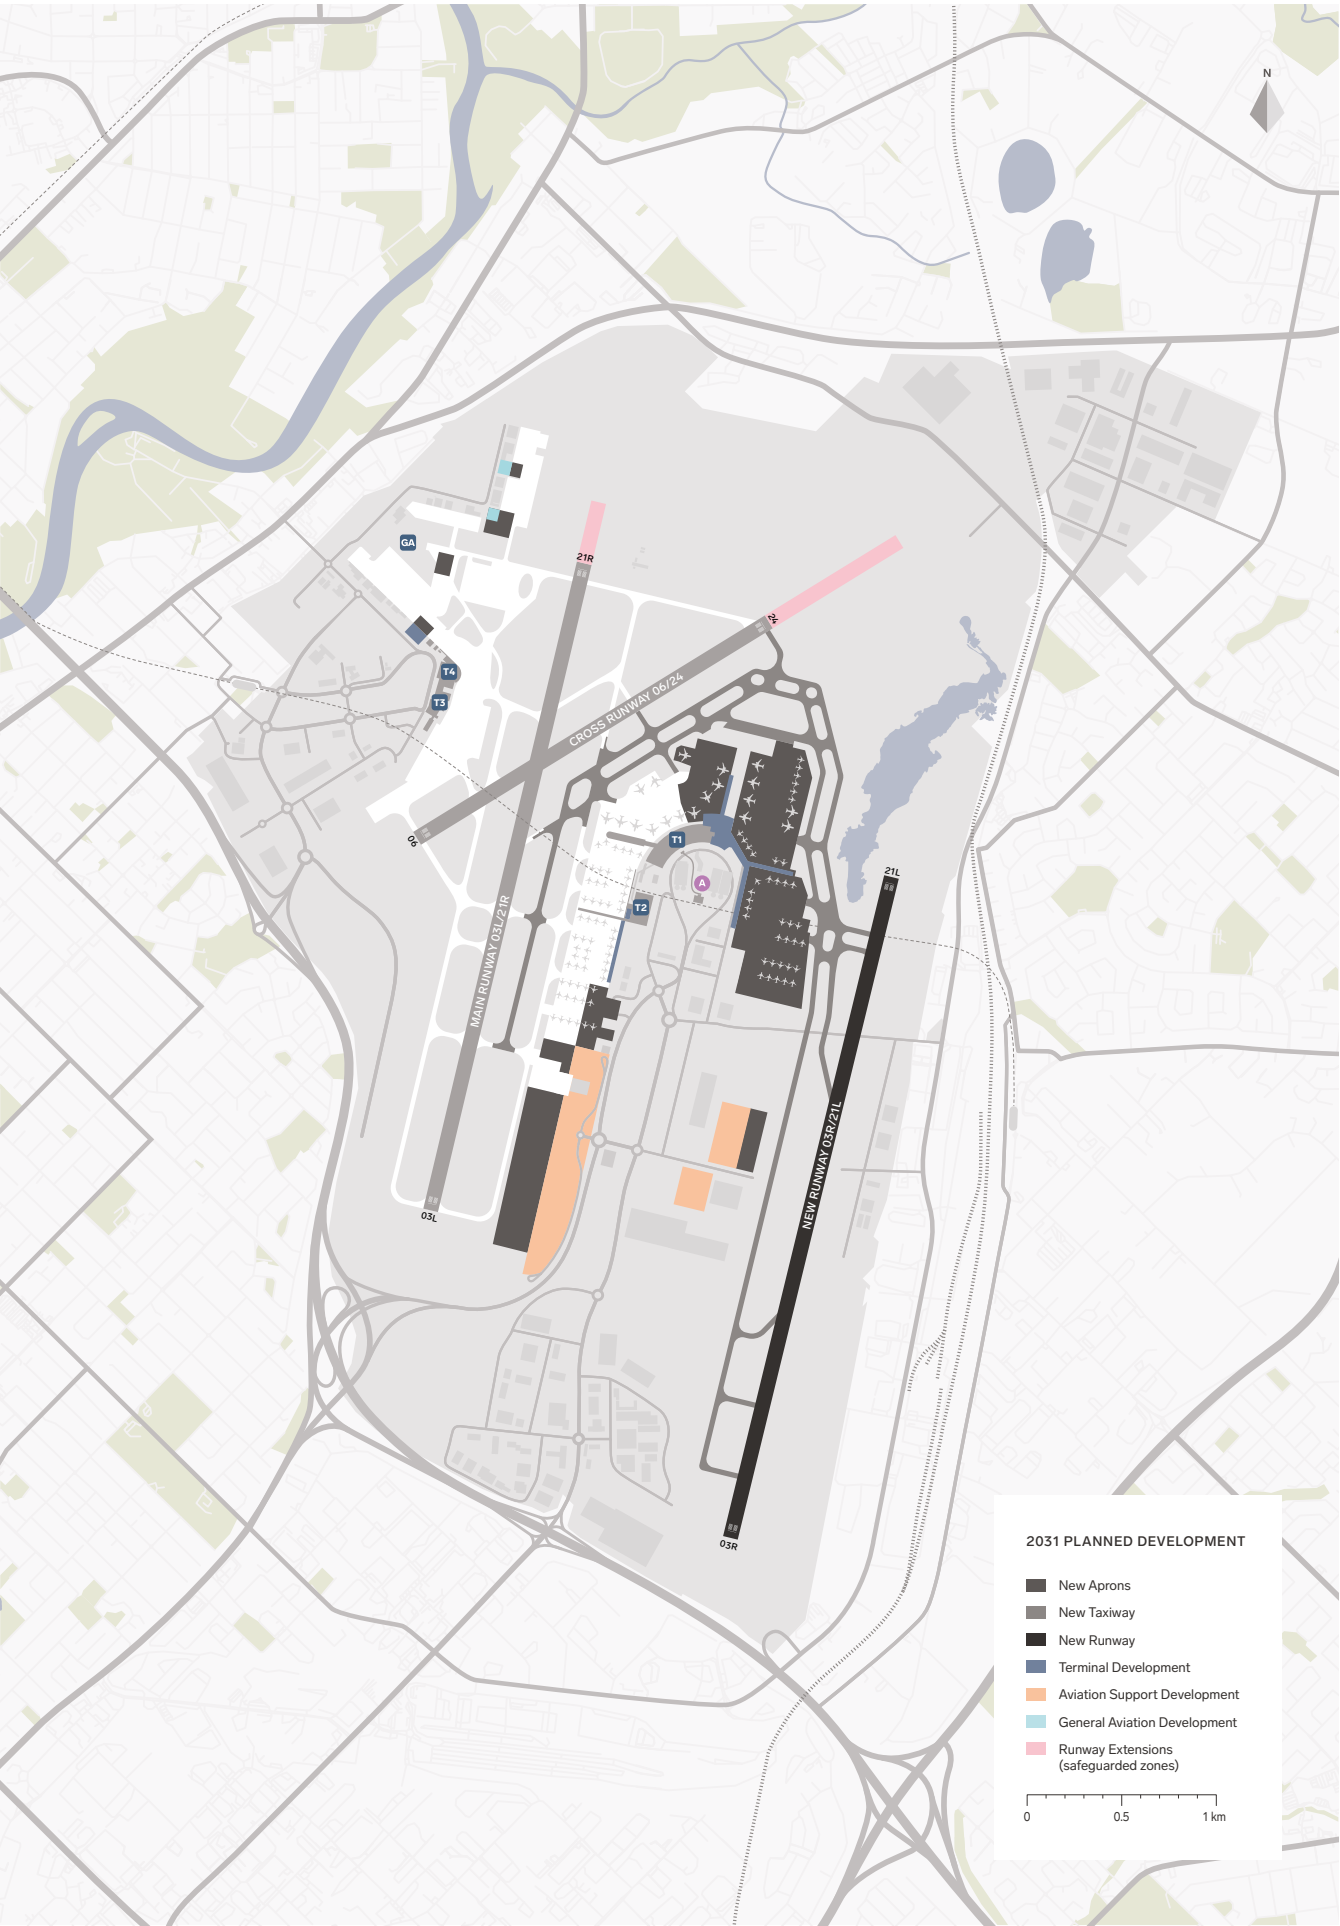 N
GA
21R
24
T4
T3
CROSS RUNWAY 06/24
06
T1
A
21L
T2
MAIN RUNWAY 03L/21R
NEW RUNWAY 03R/21L
03L
03R
2031 PLANNED DEVELOPMENT
New Aprons
New Taxiway
New Runway
Terminal Development
Aviation Support Development
General Aviation Development
Runway Extensions
(safeguarded zones)
0 0.5 1 km